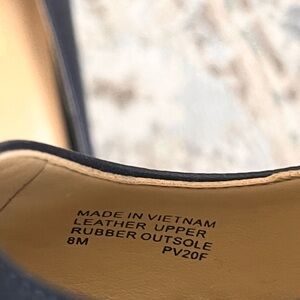 MADE IN VIETNAM
LEATHER UPPER
RUBBER OUTSOLE
8M PV20F